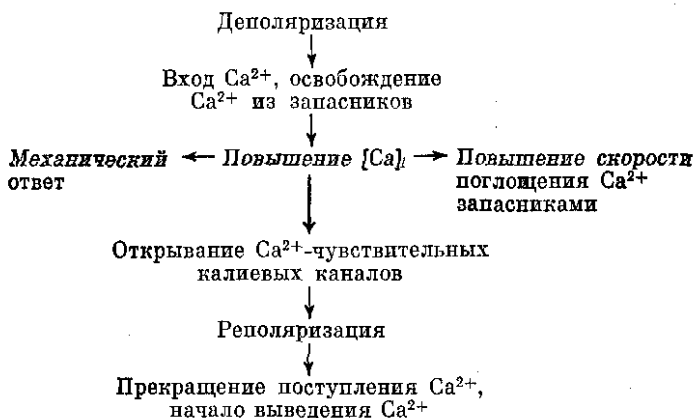 Деполяризация
Вход Ca²⁺, освобождение
Ca²⁺ из запасников
Механический ← Повышение [Ca]ᵢ → Повышение скорости
ответ
поглощения Ca²⁺
запасниками
Открывание Ca²⁺-чувствительных
калиевых каналов
Реполяризация
Прекращение поступления Ca²⁺,
начало выведения Ca²⁺